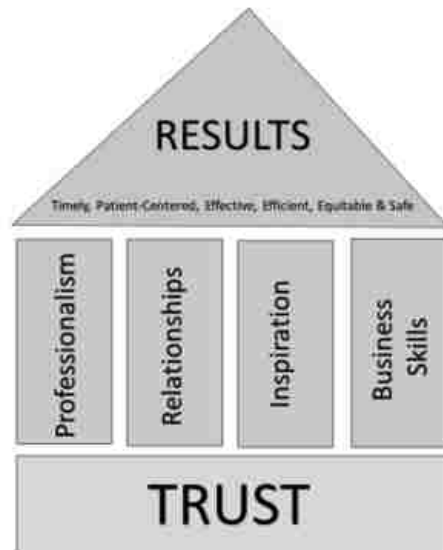 RESULTS
Timely, Patient-Centered, Effective, Efficient, Equitable & Safe
Professionalism
Relationships
Inspiration
Business
Skills
TRUST